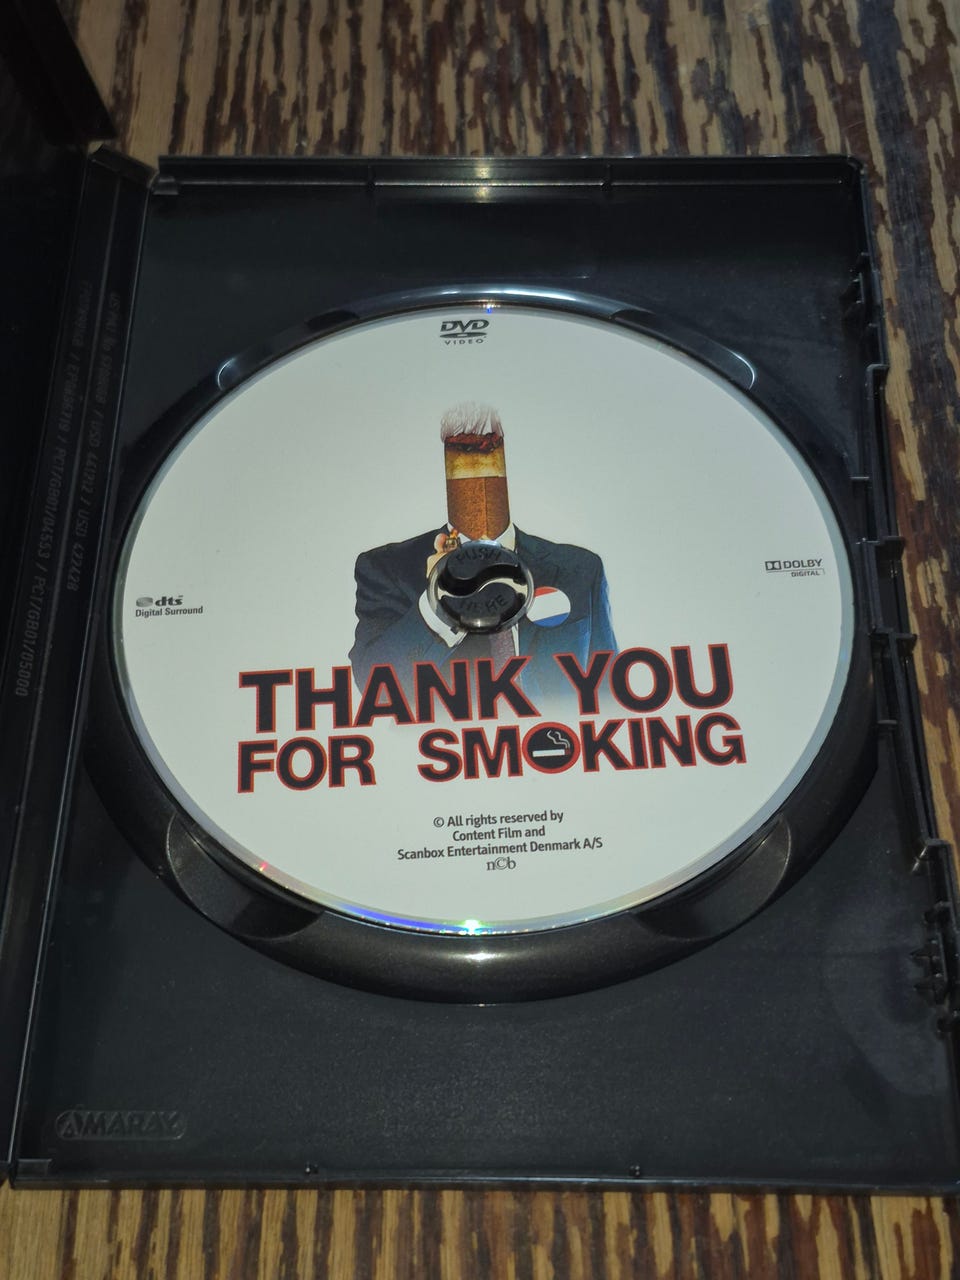 DVD
VIDEO
PUSH
HERE
DOLBY
DIGITAL
dts
Digital Surround
THANK YOU
FOR SMOKING
© All rights reserved by
Content Film and
Scanbox Entertainment Denmark A/S
n©b
AMARAY